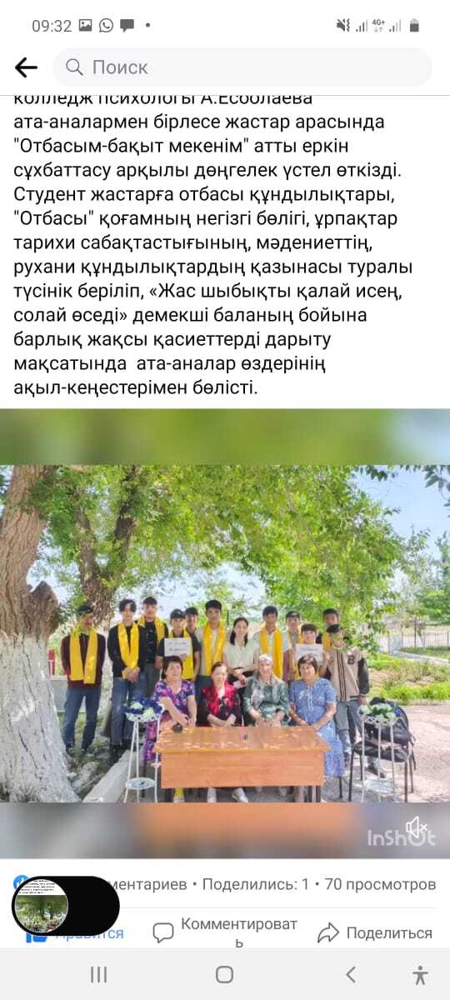 09:32
4G+
Поиск
колледж психологы А.Есболаева
ата-аналармен бірлесе жастар арасында
"Отбасым-бақыт мекенім" атты еркін
сұхбаттасу арқылы дөңгелек үстел өткізді.
Студент жастарға отбасы құндылықтары,
"Отбасы" қоғамның негізгі бөлігі, ұрпақтар
тарихи сабақтастығының, мәдениеттің,
рухани құндылықтардың қазынасы туралы
түсінік беріліп, «Жас шыбықты қалай исең,
солай өседі» демекші баланың бойына
барлық жақсы қасиеттерді дарыту
мақсатында ата-аналар өздерінің
ақыл-кеңестерімен бөлісті.
InShOt
ментариев • Поделились: 1 • 70 просмотров
равится
Комментироват
ь
Поделиться